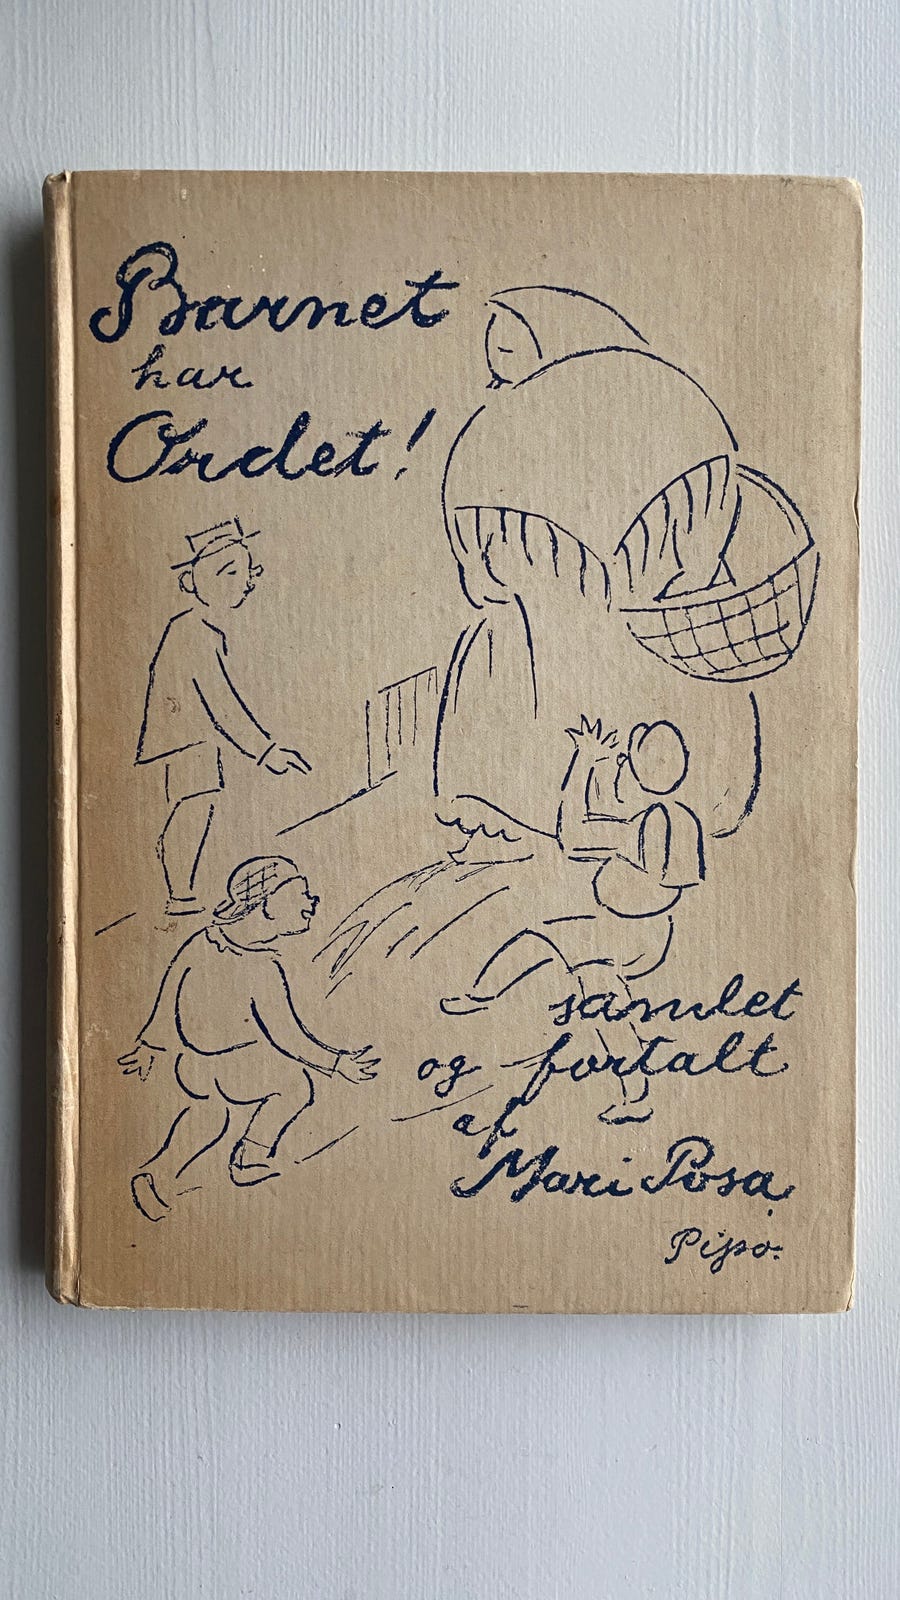 Barnet
har
Ordet!
samlet
og fortalt
af
Mari Posa
Pipo.